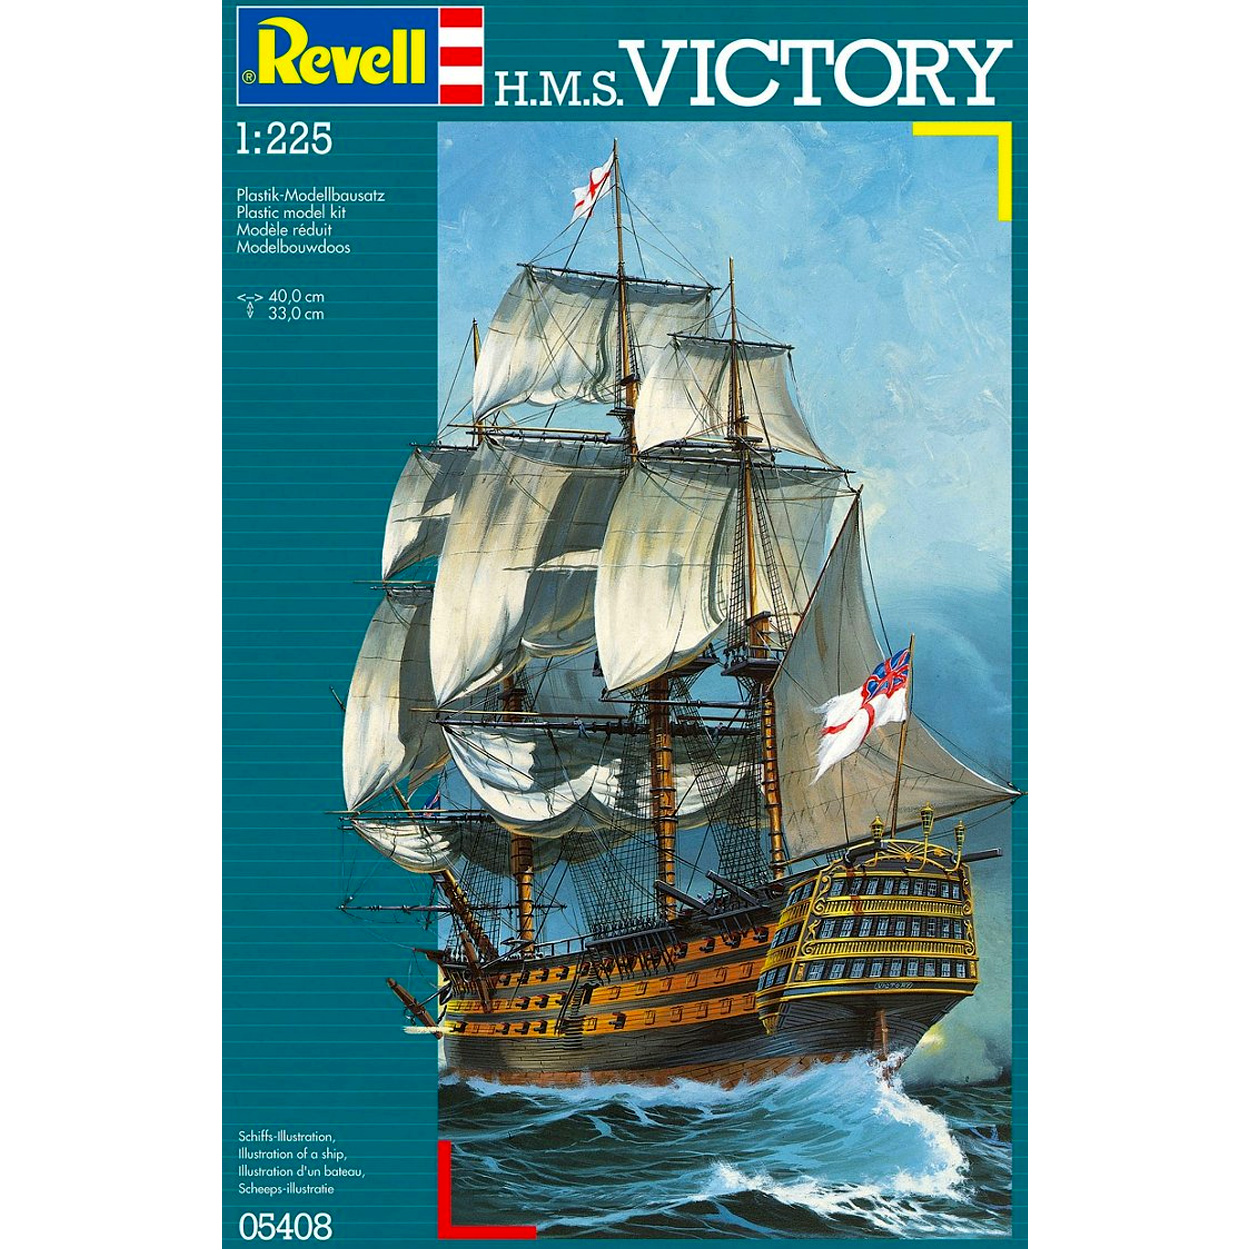 ® Revell
H.M.S. VICTORY
1:225
Plastik-Modellbausatz
Plastic model kit
Modèle réduit
Modelbouwdoos
<–> 40,0 cm
33,0 cm
VICTORY
Schiffs-Illustration,
Illustration of a ship,
Illustration d'un bateau,
Scheeps-illustratie
05408